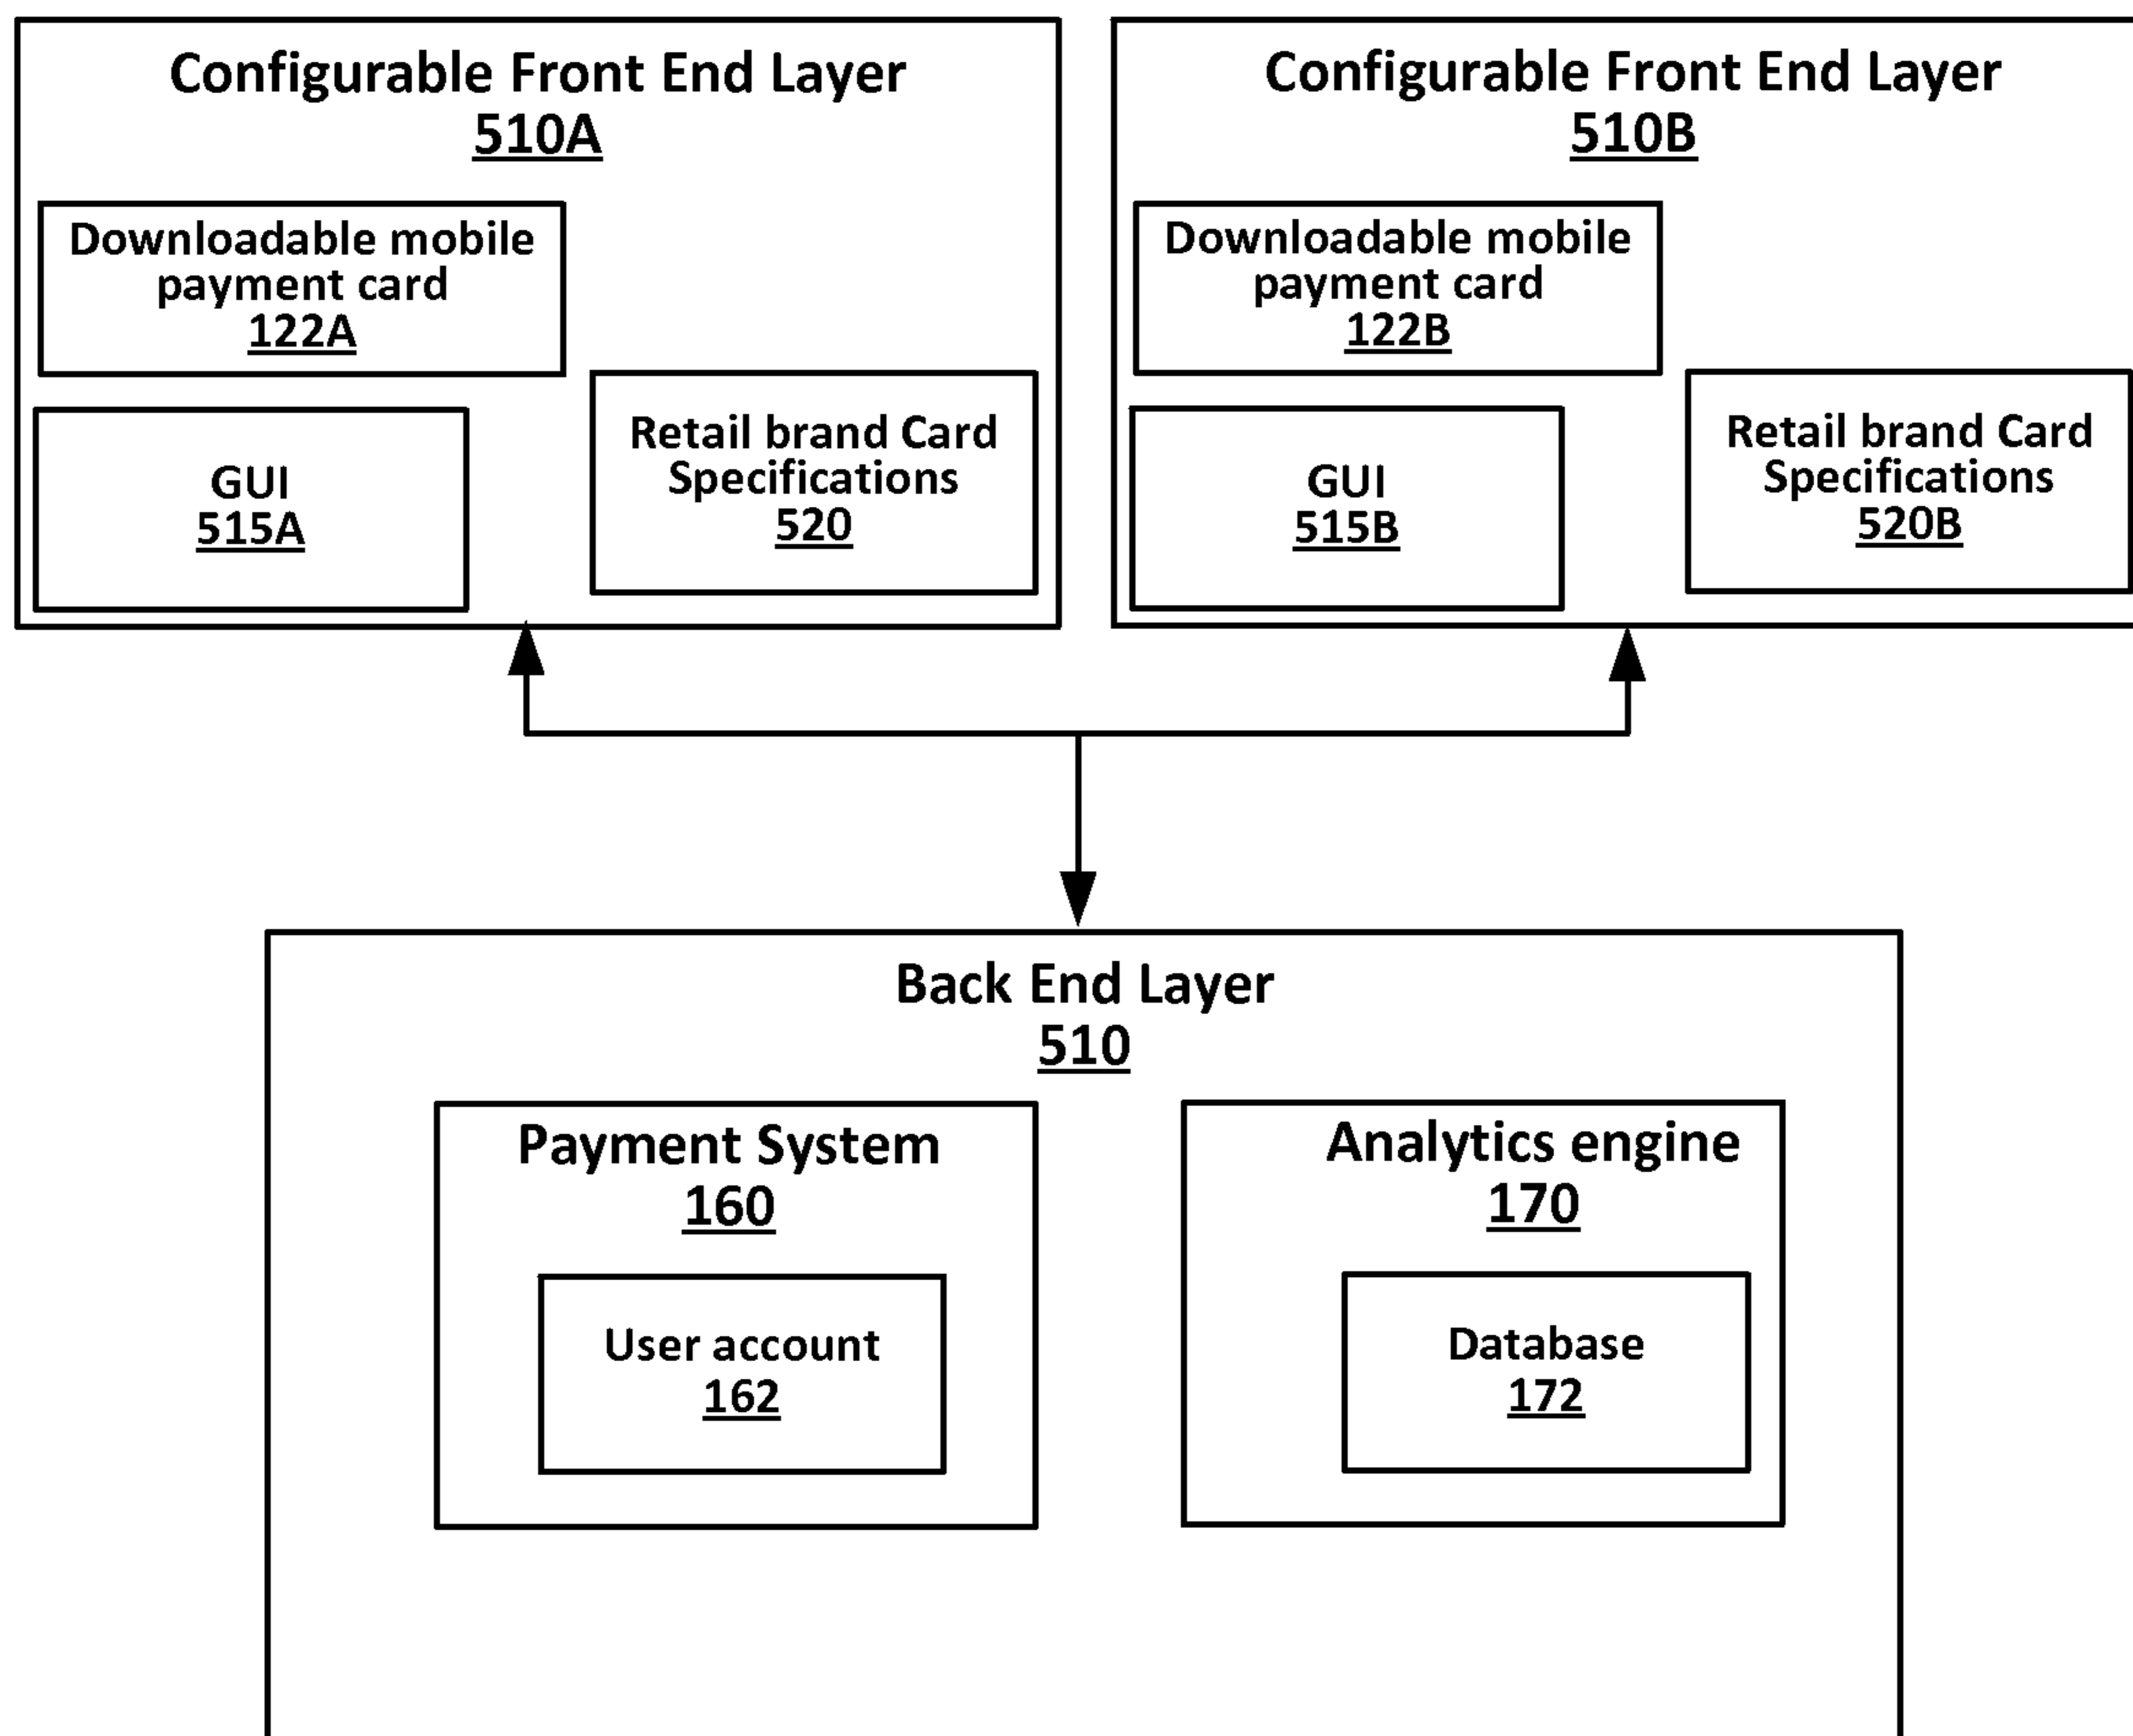 Configurable Front End Layer
510A
Downloadable mobile
payment card
122A
GUI
515A
Retail brand Card
Specifications
520
Configurable Front End Layer
510B
Downloadable mobile
payment card
122B
GUI
515B
Retail brand Card
Specifications
520B
Back End Layer
510
Payment System
160
User account
162
Analytics engine
170
Database
172